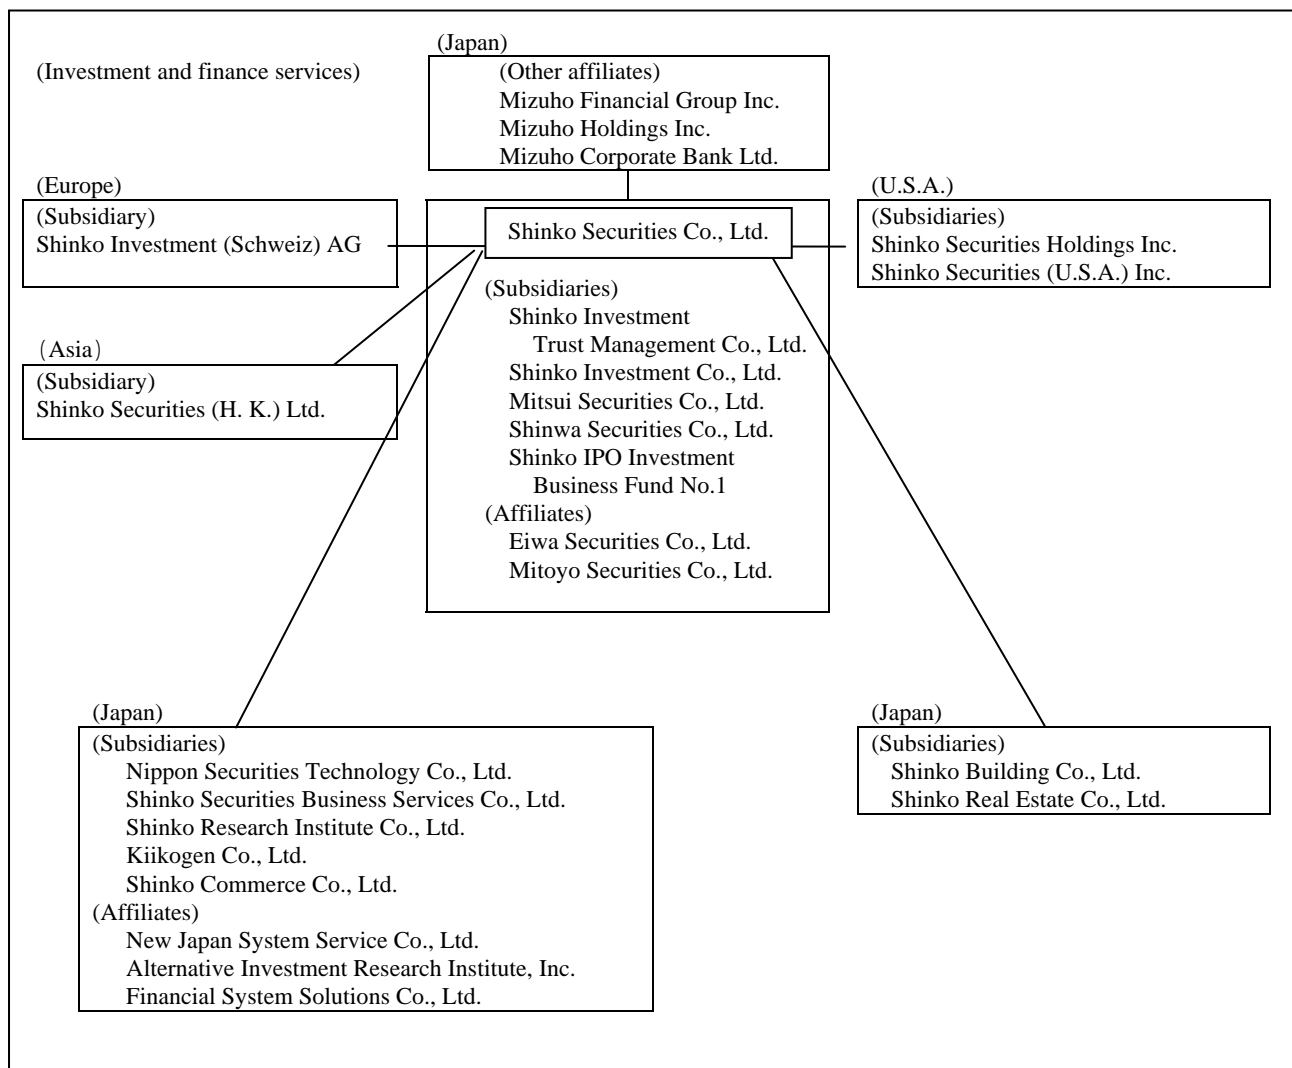 (Investment and finance services)
(Japan)
(Other affiliates)
Mizuho Financial Group Inc.
Mizuho Holdings Inc.
Mizuho Corporate Bank Ltd.
(Europe)
(Subsidiary)
Shinko Investment (Schweiz) AG
(U.S.A.)
(Subsidiaries)
Shinko Securities Holdings Inc.
Shinko Securities (U.S.A.) Inc.
Shinko Securities Co., Ltd.
(Subsidiaries)
Shinko Investment
Trust Management Co., Ltd.
Shinko Investment Co., Ltd.
Mitsui Securities Co., Ltd.
Shinwa Securities Co., Ltd.
Shinko IPO Investment
Business Fund No.1
(Affiliates)
Eiwa Securities Co., Ltd.
Mitoyo Securities Co., Ltd.
(Asia)
(Subsidiary)
Shinko Securities (H. K.) Ltd.
(Japan)
(Subsidiaries)
Nippon Securities Technology Co., Ltd.
Shinko Securities Business Services Co., Ltd.
Shinko Research Institute Co., Ltd.
Kiikogen Co., Ltd.
Shinko Commerce Co., Ltd.
(Affiliates)
New Japan System Service Co., Ltd.
Alternative Investment Research Institute, Inc.
Financial System Solutions Co., Ltd.
(Japan)
(Subsidiaries)
Shinko Building Co., Ltd.
Shinko Real Estate Co., Ltd.